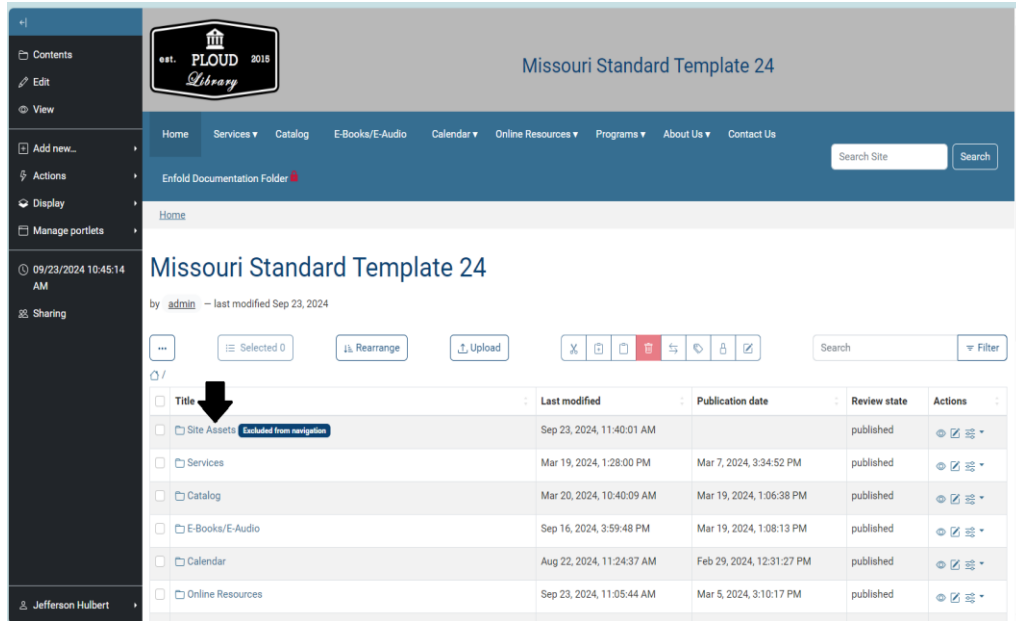 Contents
Edit
View
Add new...
Actions
Display
Manage portlets
09/23/2024 10:45:14
AM
Sharing
Jefferson Hulbert
est. PLOUD 2015
Library
Missouri Standard Template 24
Home Services Catalog E-Books/E-Audio Calendar Online Resources Programs About Us Contact Us
Enfold Documentation Folder
Search Site Search
Home
Missouri Standard Template 24
by admin — last modified Sep 23, 2024
... Selected 0 Rearrange Upload Search Filter
/
Title Last modified Publication date Review state Actions
Site Assets Excluded from navigation Sep 23, 2024, 11:40:01 AM published
Services Mar 19, 2024, 1:28:00 PM Mar 7, 2024, 3:34:52 PM published
Catalog Mar 20, 2024, 10:40:09 AM Mar 19, 2024, 1:06:38 PM published
E-Books/E-Audio Sep 16, 2024, 3:59:48 PM Mar 19, 2024, 1:08:13 PM published
Calendar Aug 22, 2024, 11:24:37 AM Feb 29, 2024, 12:31:27 PM published
Online Resources Sep 23, 2024, 11:05:44 AM Mar 5, 2024, 3:10:17 PM published